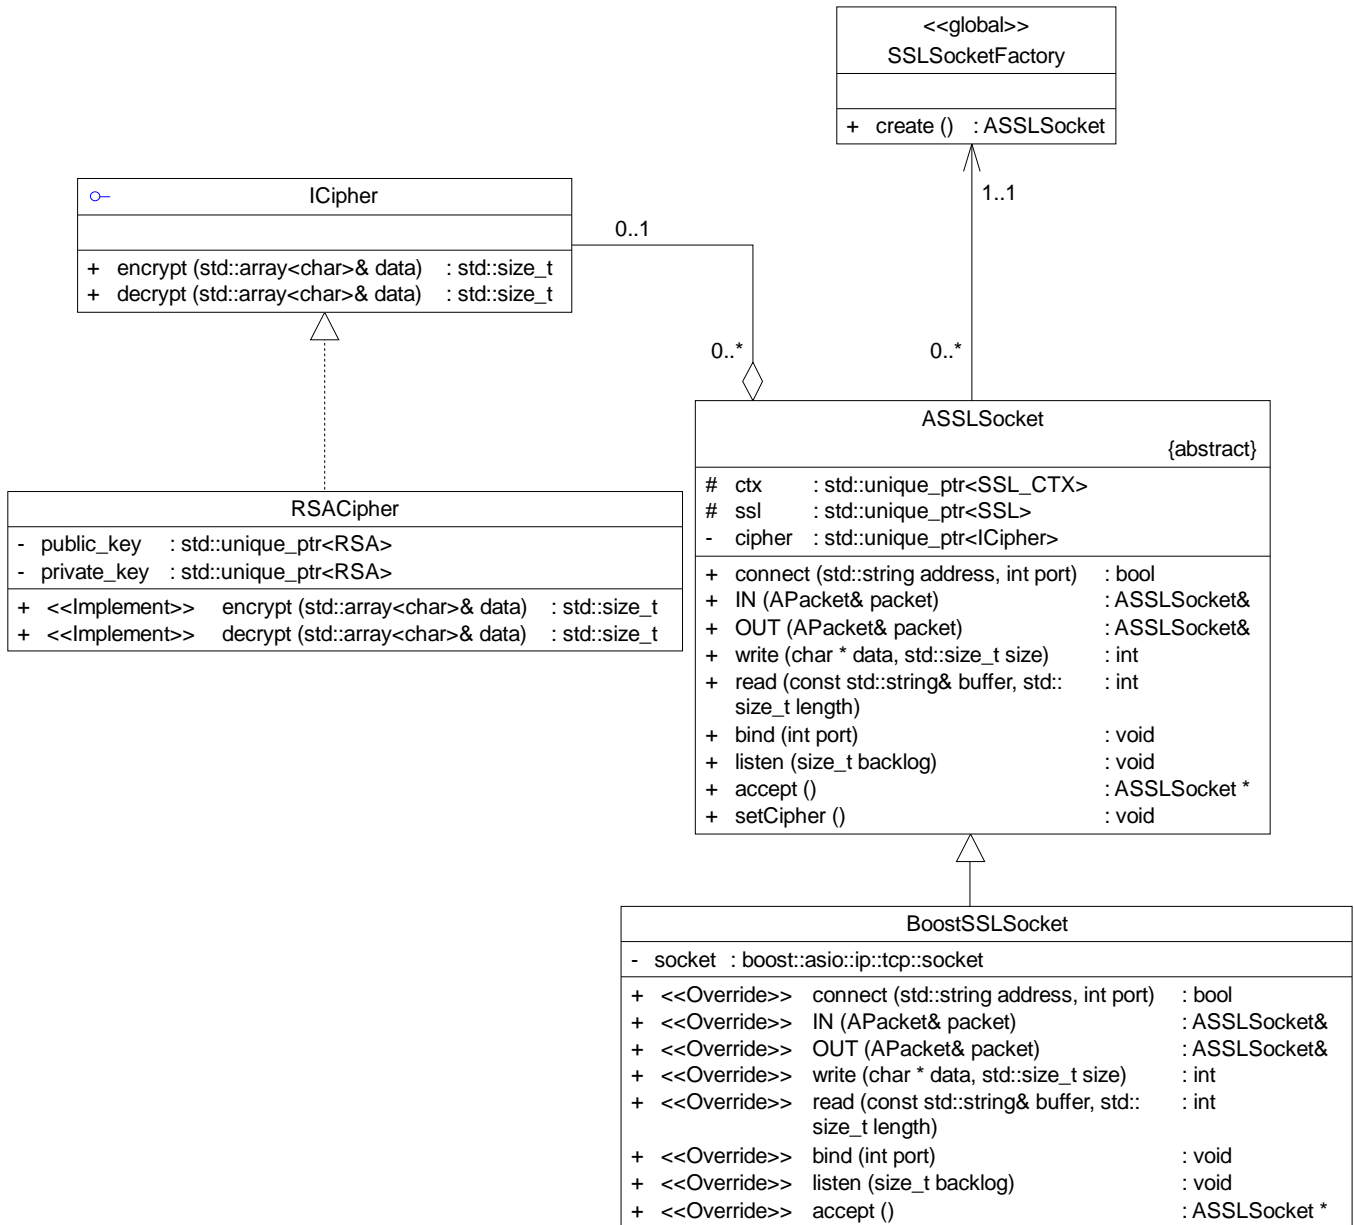 <<global>>
SSLSocketFactory
+ create () : ASSLSocket
1..1
ICipher
+ encrypt (std::array<char>& data) : std::size_t
+ decrypt (std::array<char>& data) : std::size_t
0..1
0..*
0..*
ASSLSocket
{abstract}
# ctx : std::unique_ptr<SSL_CTX>
# ssl : std::unique_ptr<SSL>
- cipher : std::unique_ptr<ICipher>
+ connect (std::string address, int port) : bool
+ IN (APacket& packet) : ASSLSocket&
+ OUT (APacket& packet) : ASSLSocket&
+ write (char * data, std::size_t size) : int
+ read (const std::string& buffer, std:: : int
size_t length)
+ bind (int port) : void
+ listen (size_t backlog) : void
+ accept () : ASSLSocket *
+ setCipher () : void
RSACipher
- public_key : std::unique_ptr<RSA>
- private_key : std::unique_ptr<RSA>
+ <<Implement>> encrypt (std::array<char>& data) : std::size_t
+ <<Implement>> decrypt (std::array<char>& data) : std::size_t
BoostSSLSocket
- socket : boost::asio::ip::tcp::socket
+ <<Override>> connect (std::string address, int port) : bool
+ <<Override>> IN (APacket& packet) : ASSLSocket&
+ <<Override>> OUT (APacket& packet) : ASSLSocket&
+ <<Override>> write (char * data, std::size_t size) : int
+ <<Override>> read (const std::string& buffer, std:: : int
size_t length)
+ <<Override>> bind (int port) : void
+ <<Override>> listen (size_t backlog) : void
+ <<Override>> accept () : ASSLSocket *